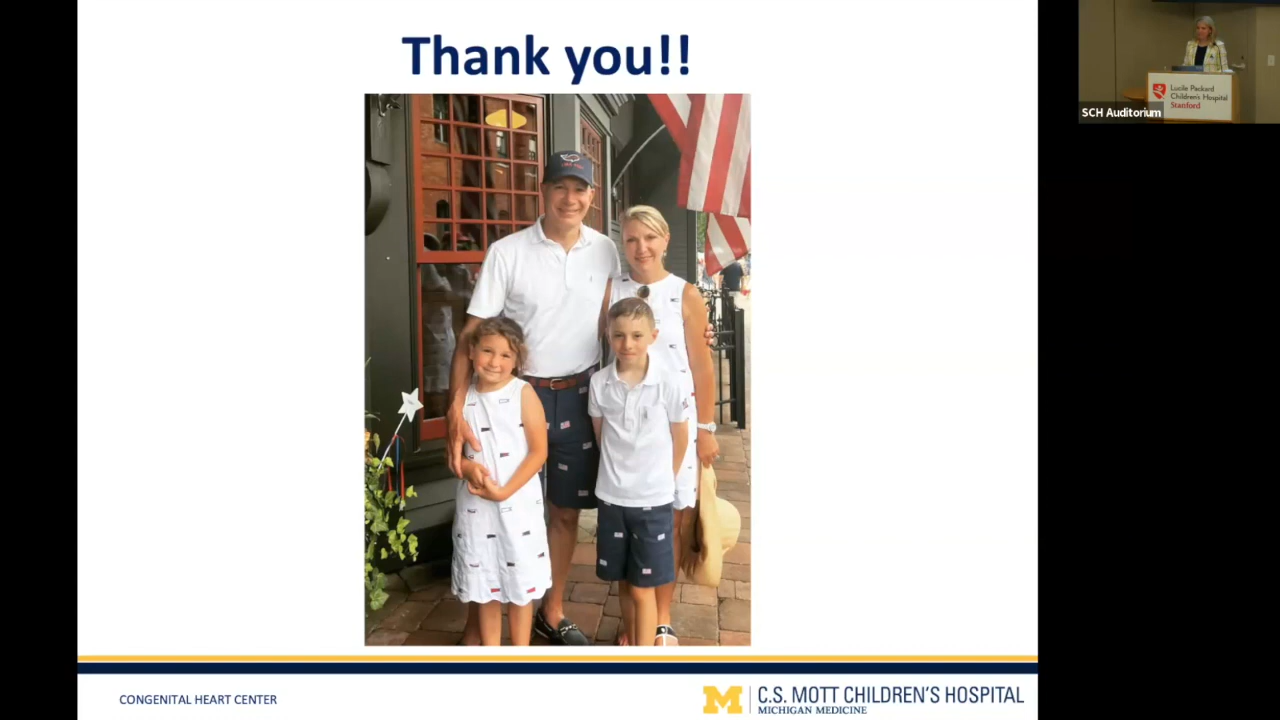 Thank you!!
CONGENITAL HEART CENTER
M
C.S. MOTT CHILDREN'S HOSPITAL
MICHIGAN MEDICINE
Lucile Packard
Children's Hospital
Stanford
SCH Auditorium